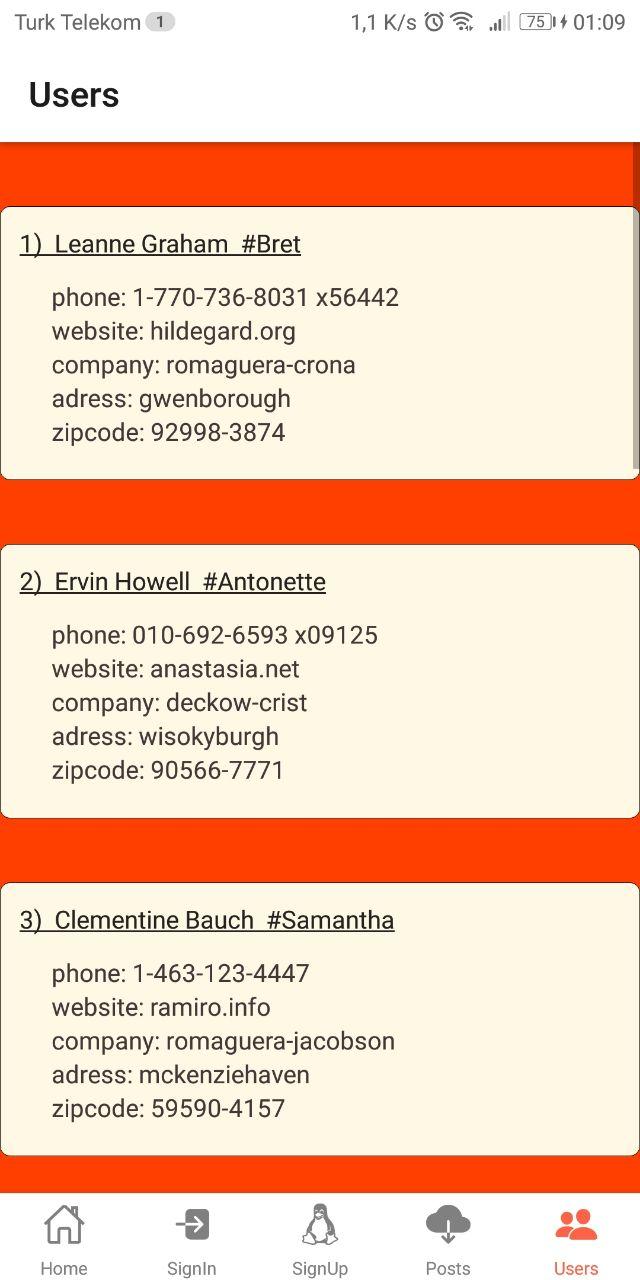 Turk Telekom 1 1,1 K/s 75 01:09
Users
1)  Leanne Graham  #Bret
phone: 1-770-736-8031 x56442
website: hildegard.org
company: romaguera-crona
adress: gwenborough
zipcode: 92998-3874
2)  Ervin Howell  #Antonette
phone: 010-692-6593 x09125
website: anastasia.net
company: deckow-crist
adress: wisokyburgh
zipcode: 90566-7771
3)  Clementine Bauch  #Samantha
phone: 1-463-123-4447
website: ramiro.info
company: romaguera-jacobson
adress: mckenziehaven
zipcode: 59590-4157
Home SignIn SignUp Posts Users